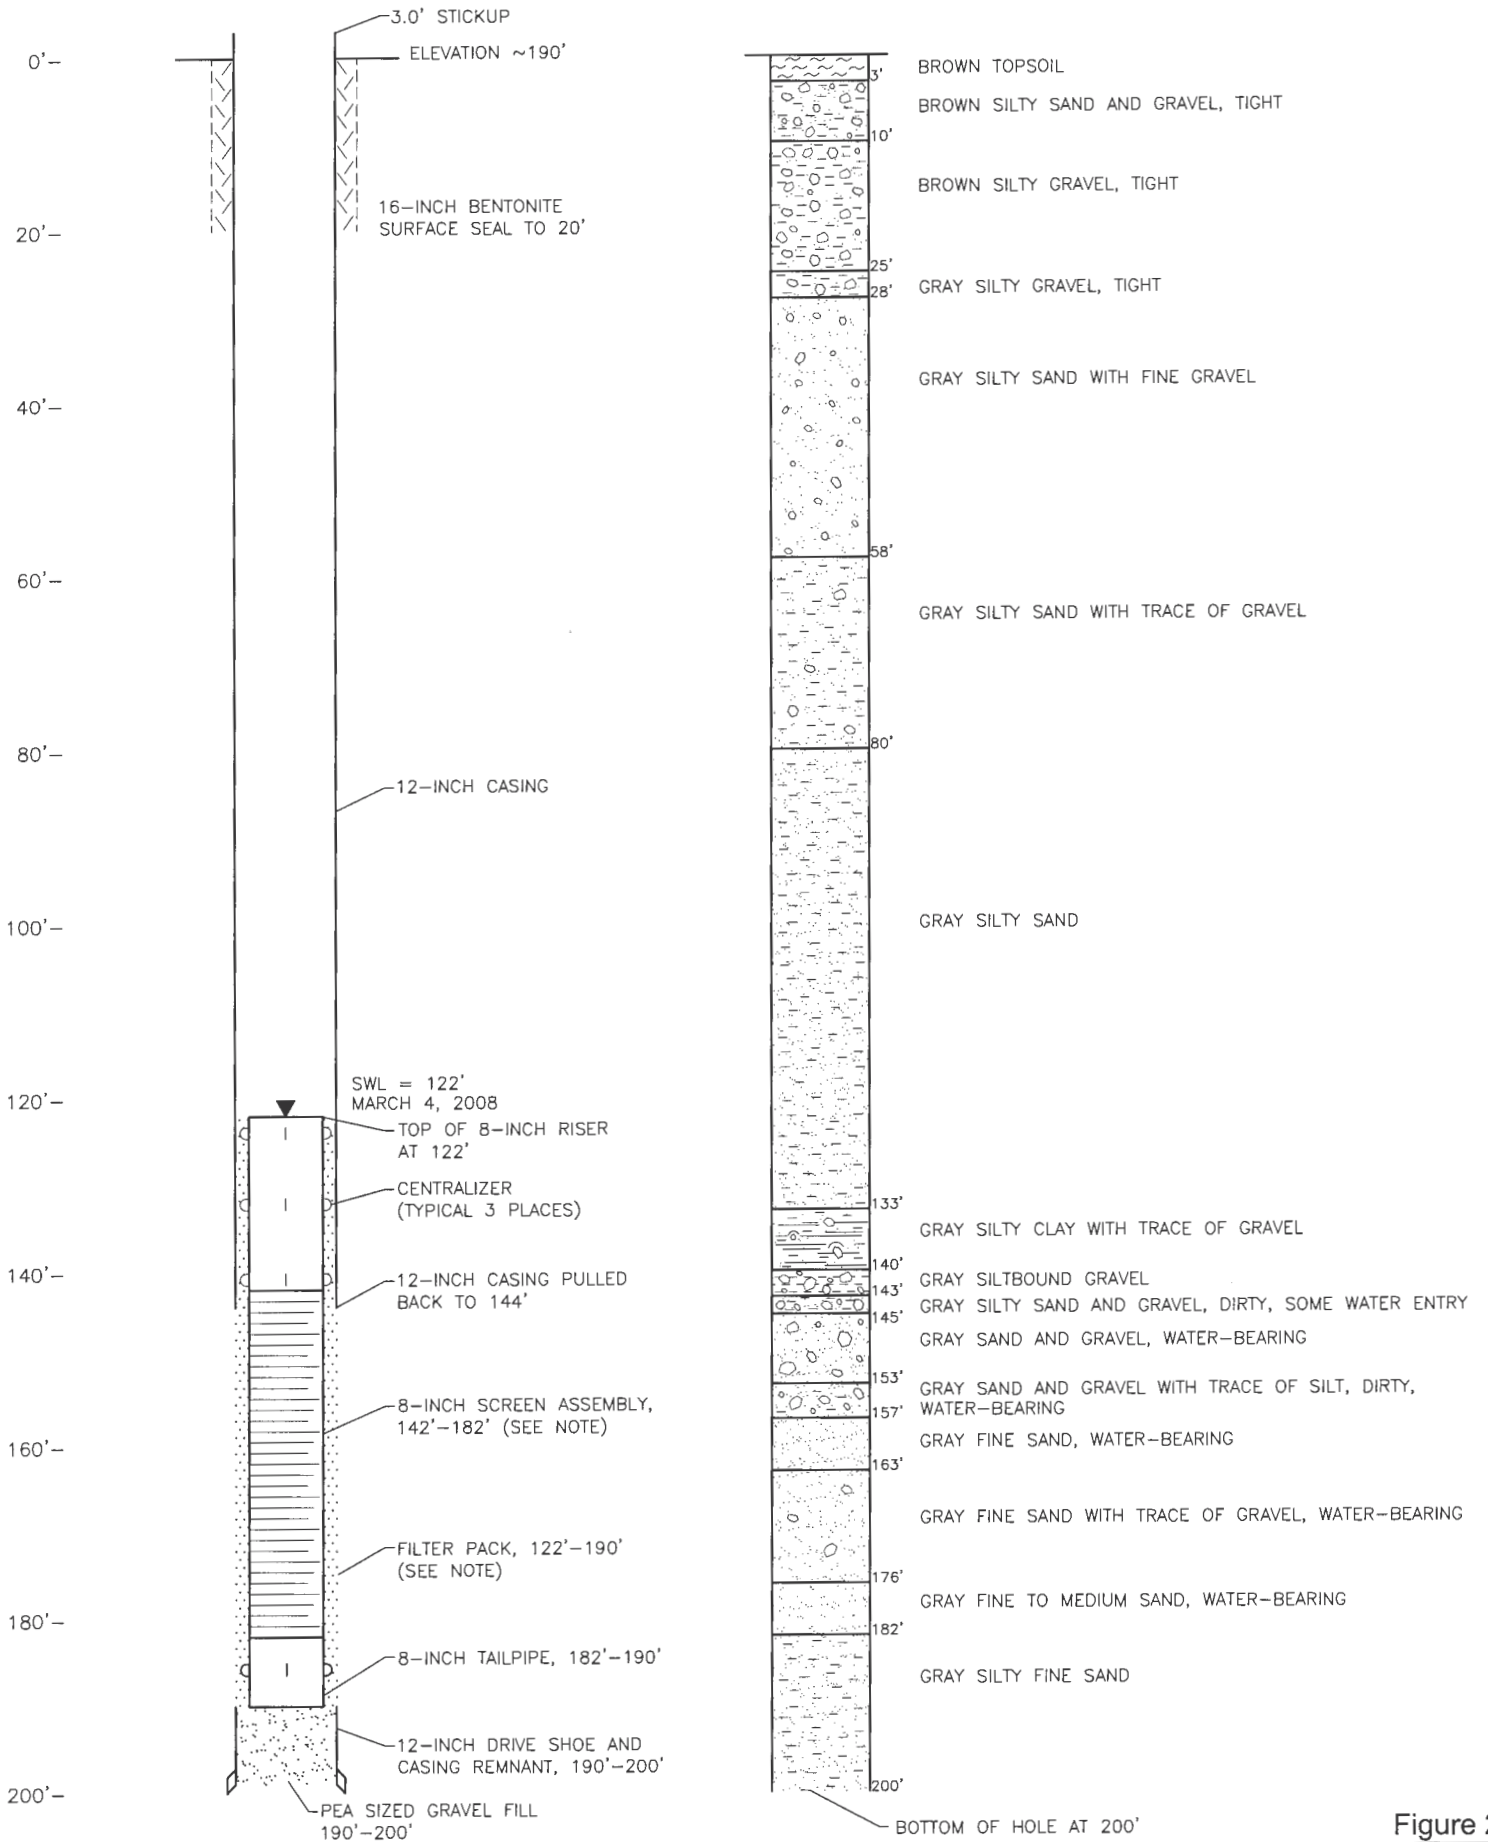 3.0' STICKUP
ELEVATION ~190'
0'–
20'–
40'–
60'–
80'–
100'–
120'–
140'–
160'–
180'–
200'–
16–INCH BENTONITE
SURFACE SEAL TO 20'
12–INCH CASING
SWL = 122'
MARCH 4, 2008
TOP OF 8–INCH RISER
AT 122'
CENTRALIZER
(TYPICAL 3 PLACES)
12–INCH CASING PULLED
BACK TO 144'
8–INCH SCREEN ASSEMBLY,
142'–182' (SEE NOTE)
FILTER PACK, 122'–190'
(SEE NOTE)
8–INCH TAILPIPE, 182'–190'
12–INCH DRIVE SHOE AND
CASING REMNANT, 190'–200'
PEA SIZED GRAVEL FILL
190'–200'
BROWN TOPSOIL
3'
BROWN SILTY SAND AND GRAVEL, TIGHT
10'
BROWN SILTY GRAVEL, TIGHT
25'
GRAY SILTY GRAVEL, TIGHT
28'
GRAY SILTY SAND WITH FINE GRAVEL
58'
GRAY SILTY SAND WITH TRACE OF GRAVEL
80'
GRAY SILTY SAND
133'
GRAY SILTY CLAY WITH TRACE OF GRAVEL
140'
GRAY SILTBOUND GRAVEL
143'
GRAY SILTY SAND AND GRAVEL, DIRTY, SOME WATER ENTRY
145'
GRAY SAND AND GRAVEL, WATER–BEARING
153'
GRAY SAND AND GRAVEL WITH TRACE OF SILT, DIRTY,
WATER–BEARING
157'
GRAY FINE SAND, WATER–BEARING
163'
GRAY FINE SAND WITH TRACE OF GRAVEL, WATER–BEARING
176'
GRAY FINE TO MEDIUM SAND, WATER–BEARING
182'
GRAY SILTY FINE SAND
200'
BOTTOM OF HOLE AT 200'
Figure